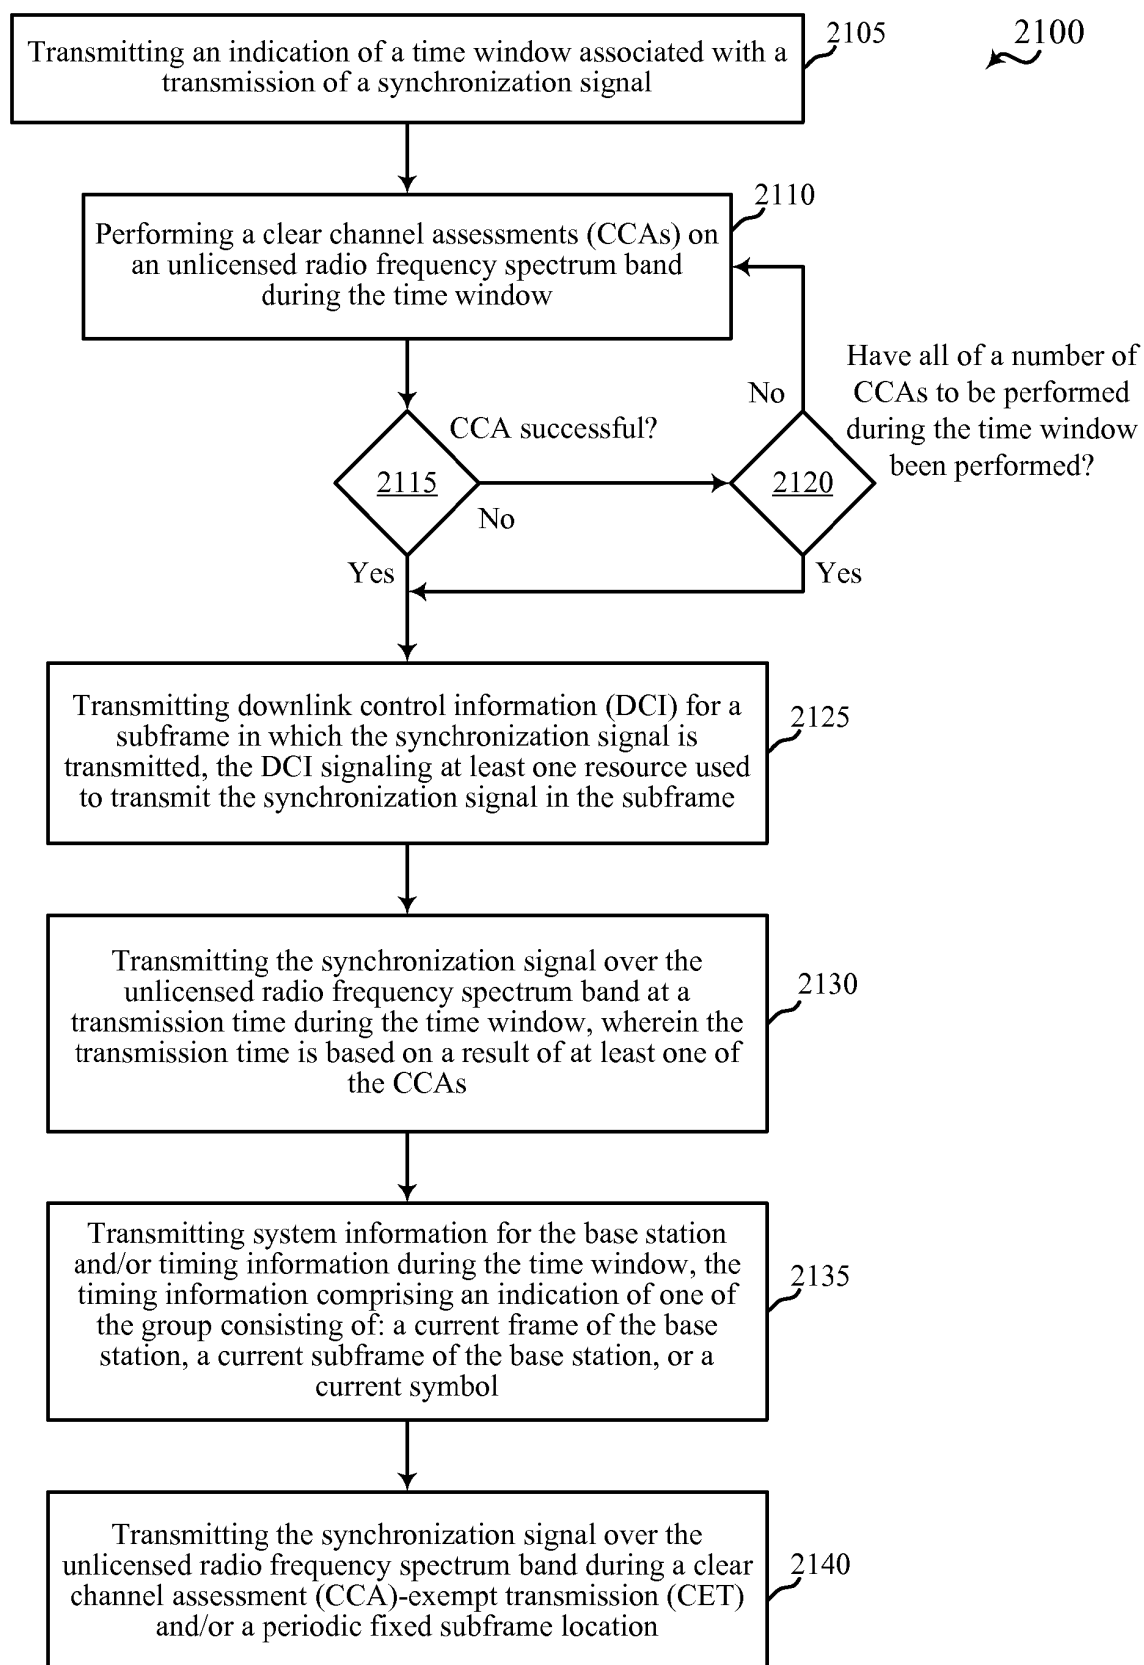 2100
2105
Transmitting an indication of a time window associated with a
transmission of a synchronization signal
2110
Performing a clear channel assessments (CCAs) on
an unlicensed radio frequency spectrum band
during the time window
Have all of a number of
CCAs to be performed
during the time window
been performed?
No
CCA successful?
2115
2120
No
Yes
Yes
2125
Transmitting downlink control information (DCI) for a
subframe in which the synchronization signal is
transmitted, the DCI signaling at least one resource used
to transmit the synchronization signal in the subframe
2130
Transmitting the synchronization signal over the
unlicensed radio frequency spectrum band at a
transmission time during the time window, wherein the
transmission time is based on a result of at least one of
the CCAs
2135
Transmitting system information for the base station
and/or timing information during the time window, the
timing information comprising an indication of one of
the group consisting of: a current frame of the base
station, a current subframe of the base station, or a
current symbol
2140
Transmitting the synchronization signal over the
unlicensed radio frequency spectrum band during a clear
channel assessment (CCA)-exempt transmission (CET)
and/or a periodic fixed subframe location